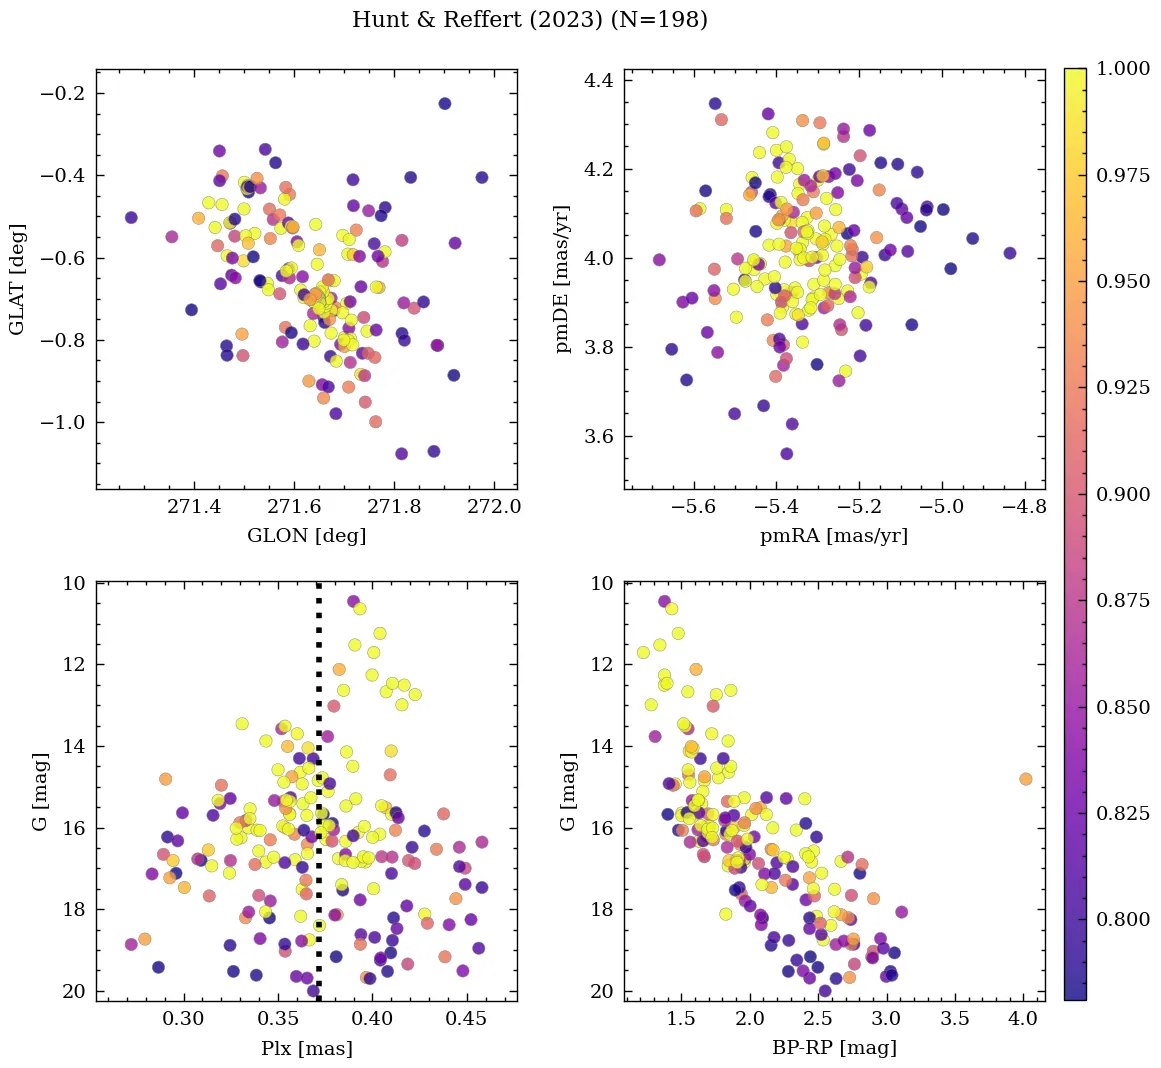 Hunt & Reffert (2023) (N=198)
−0.2
−0.4
−0.6
−0.8
−1.0
GLAT [deg]
271.4 271.6 271.8 272.0
GLON [deg]
4.4
4.2
4.0
3.8
3.6
pmDE [mas/yr]
−5.6 −5.4 −5.2 −5.0 −4.8
pmRA [mas/yr]
10
12
14
16
18
20
G [mag]
0.30 0.35 0.40 0.45
Plx [mas]
10
12
14
16
18
20
G [mag]
1.5 2.0 2.5 3.0 3.5 4.0
BP-RP [mag]
1.000
0.975
0.950
0.925
0.900
0.875
0.850
0.825
0.800